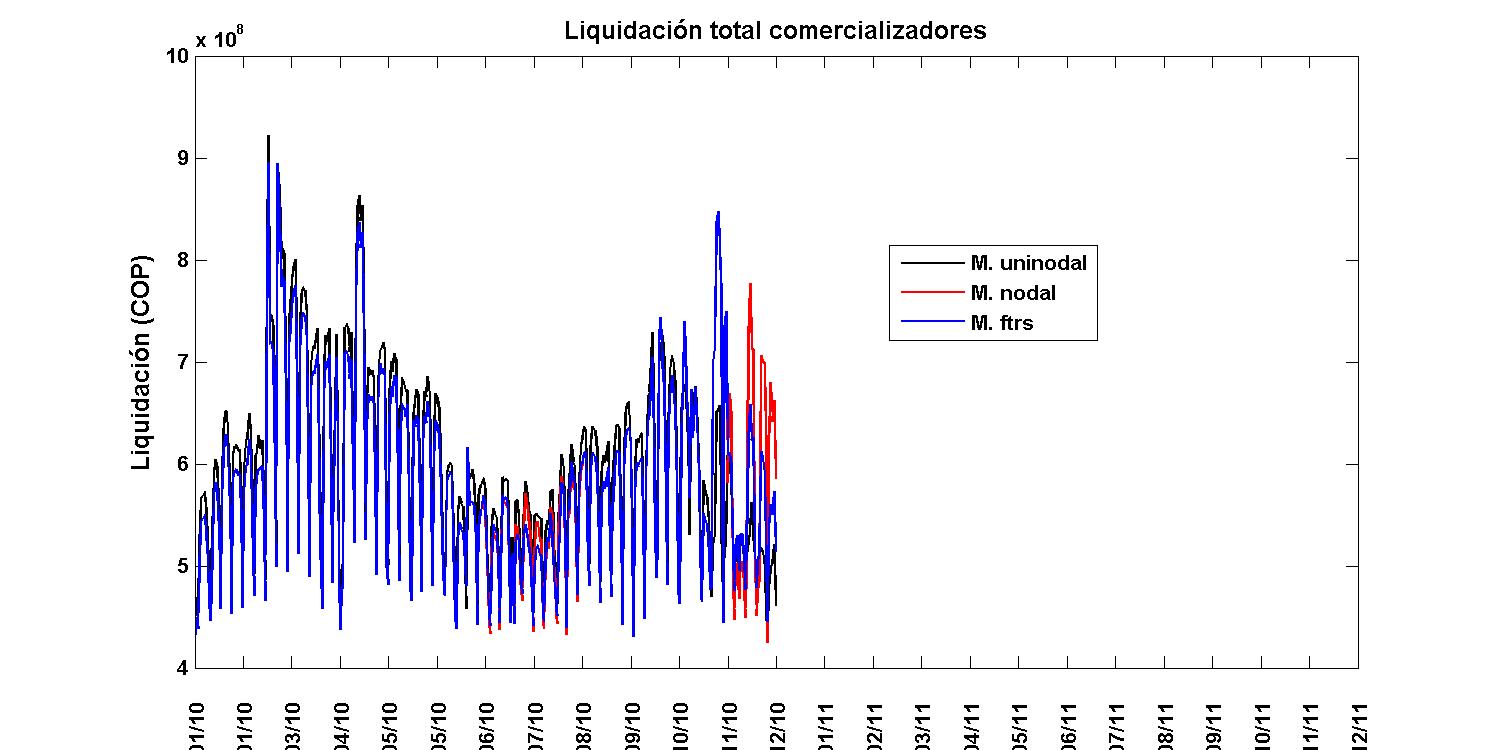 Liquidación total comercializadores
x 10⁸
10
9
8
7
6
5
4
Liquidación (COP)
M. uninodal
M. nodal
M. ftrs
01/10 01/10 03/10 04/10 05/10 06/10 07/10 08/10 09/10 10/10 11/10 12/10 01/11 02/11 03/11 04/11 05/11 06/11 07/11 08/11 09/11 10/11 11/11 12/11